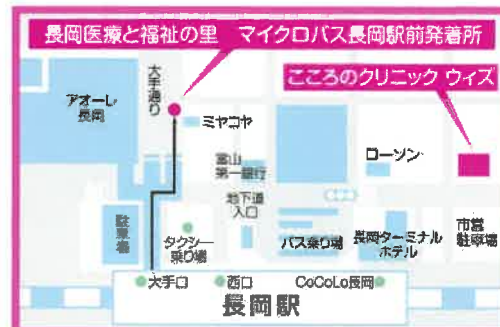 長岡医療と福祉の里 マイクロバス長岡駅前発着所
こころのクリニック ウィズ
大手通り
アオーレ
長岡
ミヤコヤ
富山
第一銀行
ローソン
地下道
入口
駐車場
タクシー
乗り場
バス乗り場
長岡ターミナル
ホテル
市営
駐車場
大手口
西口
CoCoLo長岡
長岡駅